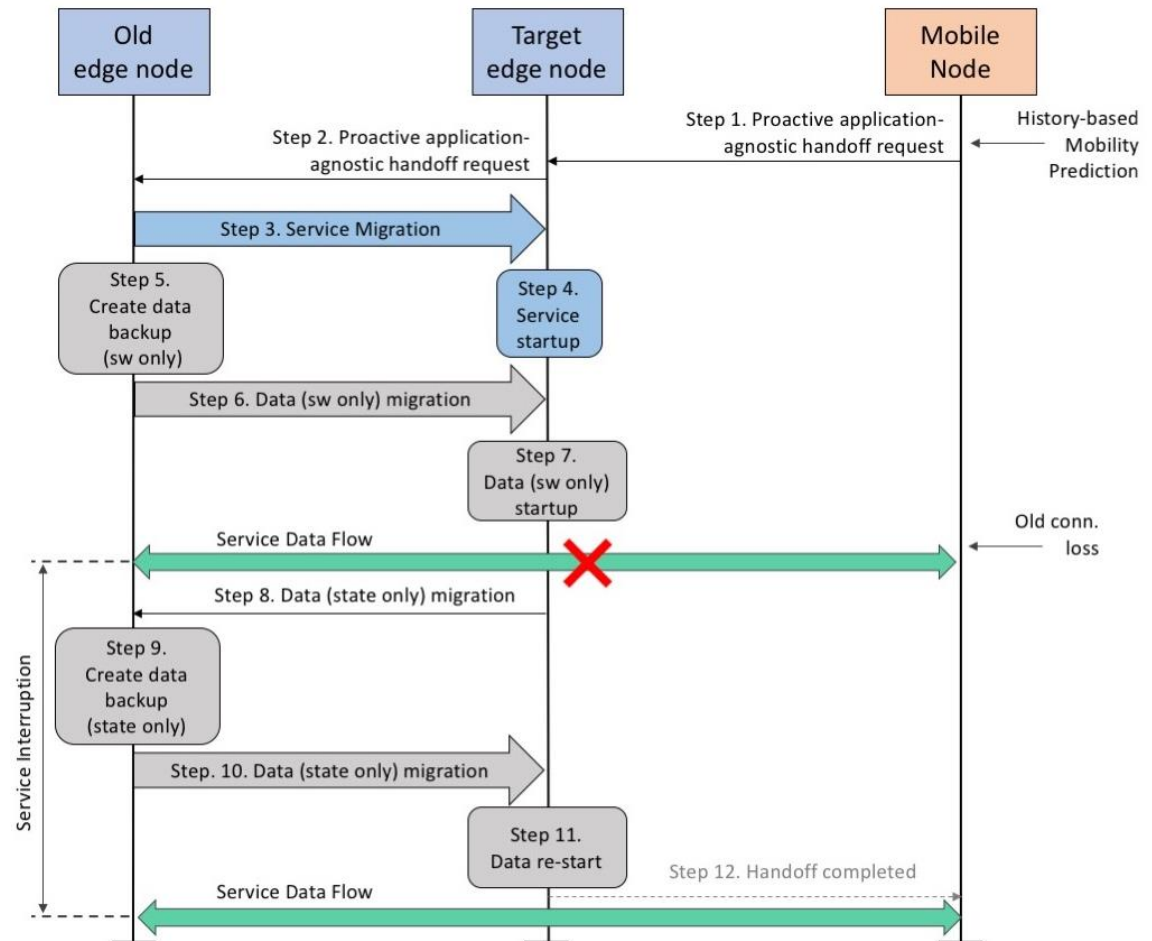 Old
edge node
Target
edge node
Mobile
Node
Step 1. Proactive application-
agnostic handoff request
History-based
Mobility
Prediction
Step 2. Proactive application-
agnostic handoff request
Step 3. Service Migration
Step 5.
Create data
backup
(sw only)
Step 4.
Service
startup
Step 6. Data (sw only) migration
Step 7.
Data (sw only)
startup
Old conn.
loss
Service Data Flow
Step 8. Data (state only) migration
Service Interruption
Step 9.
Create data
backup
(state only)
Step. 10. Data (state only) migration
Step 11.
Data re-start
Step 12. Handoff completed
Service Data Flow